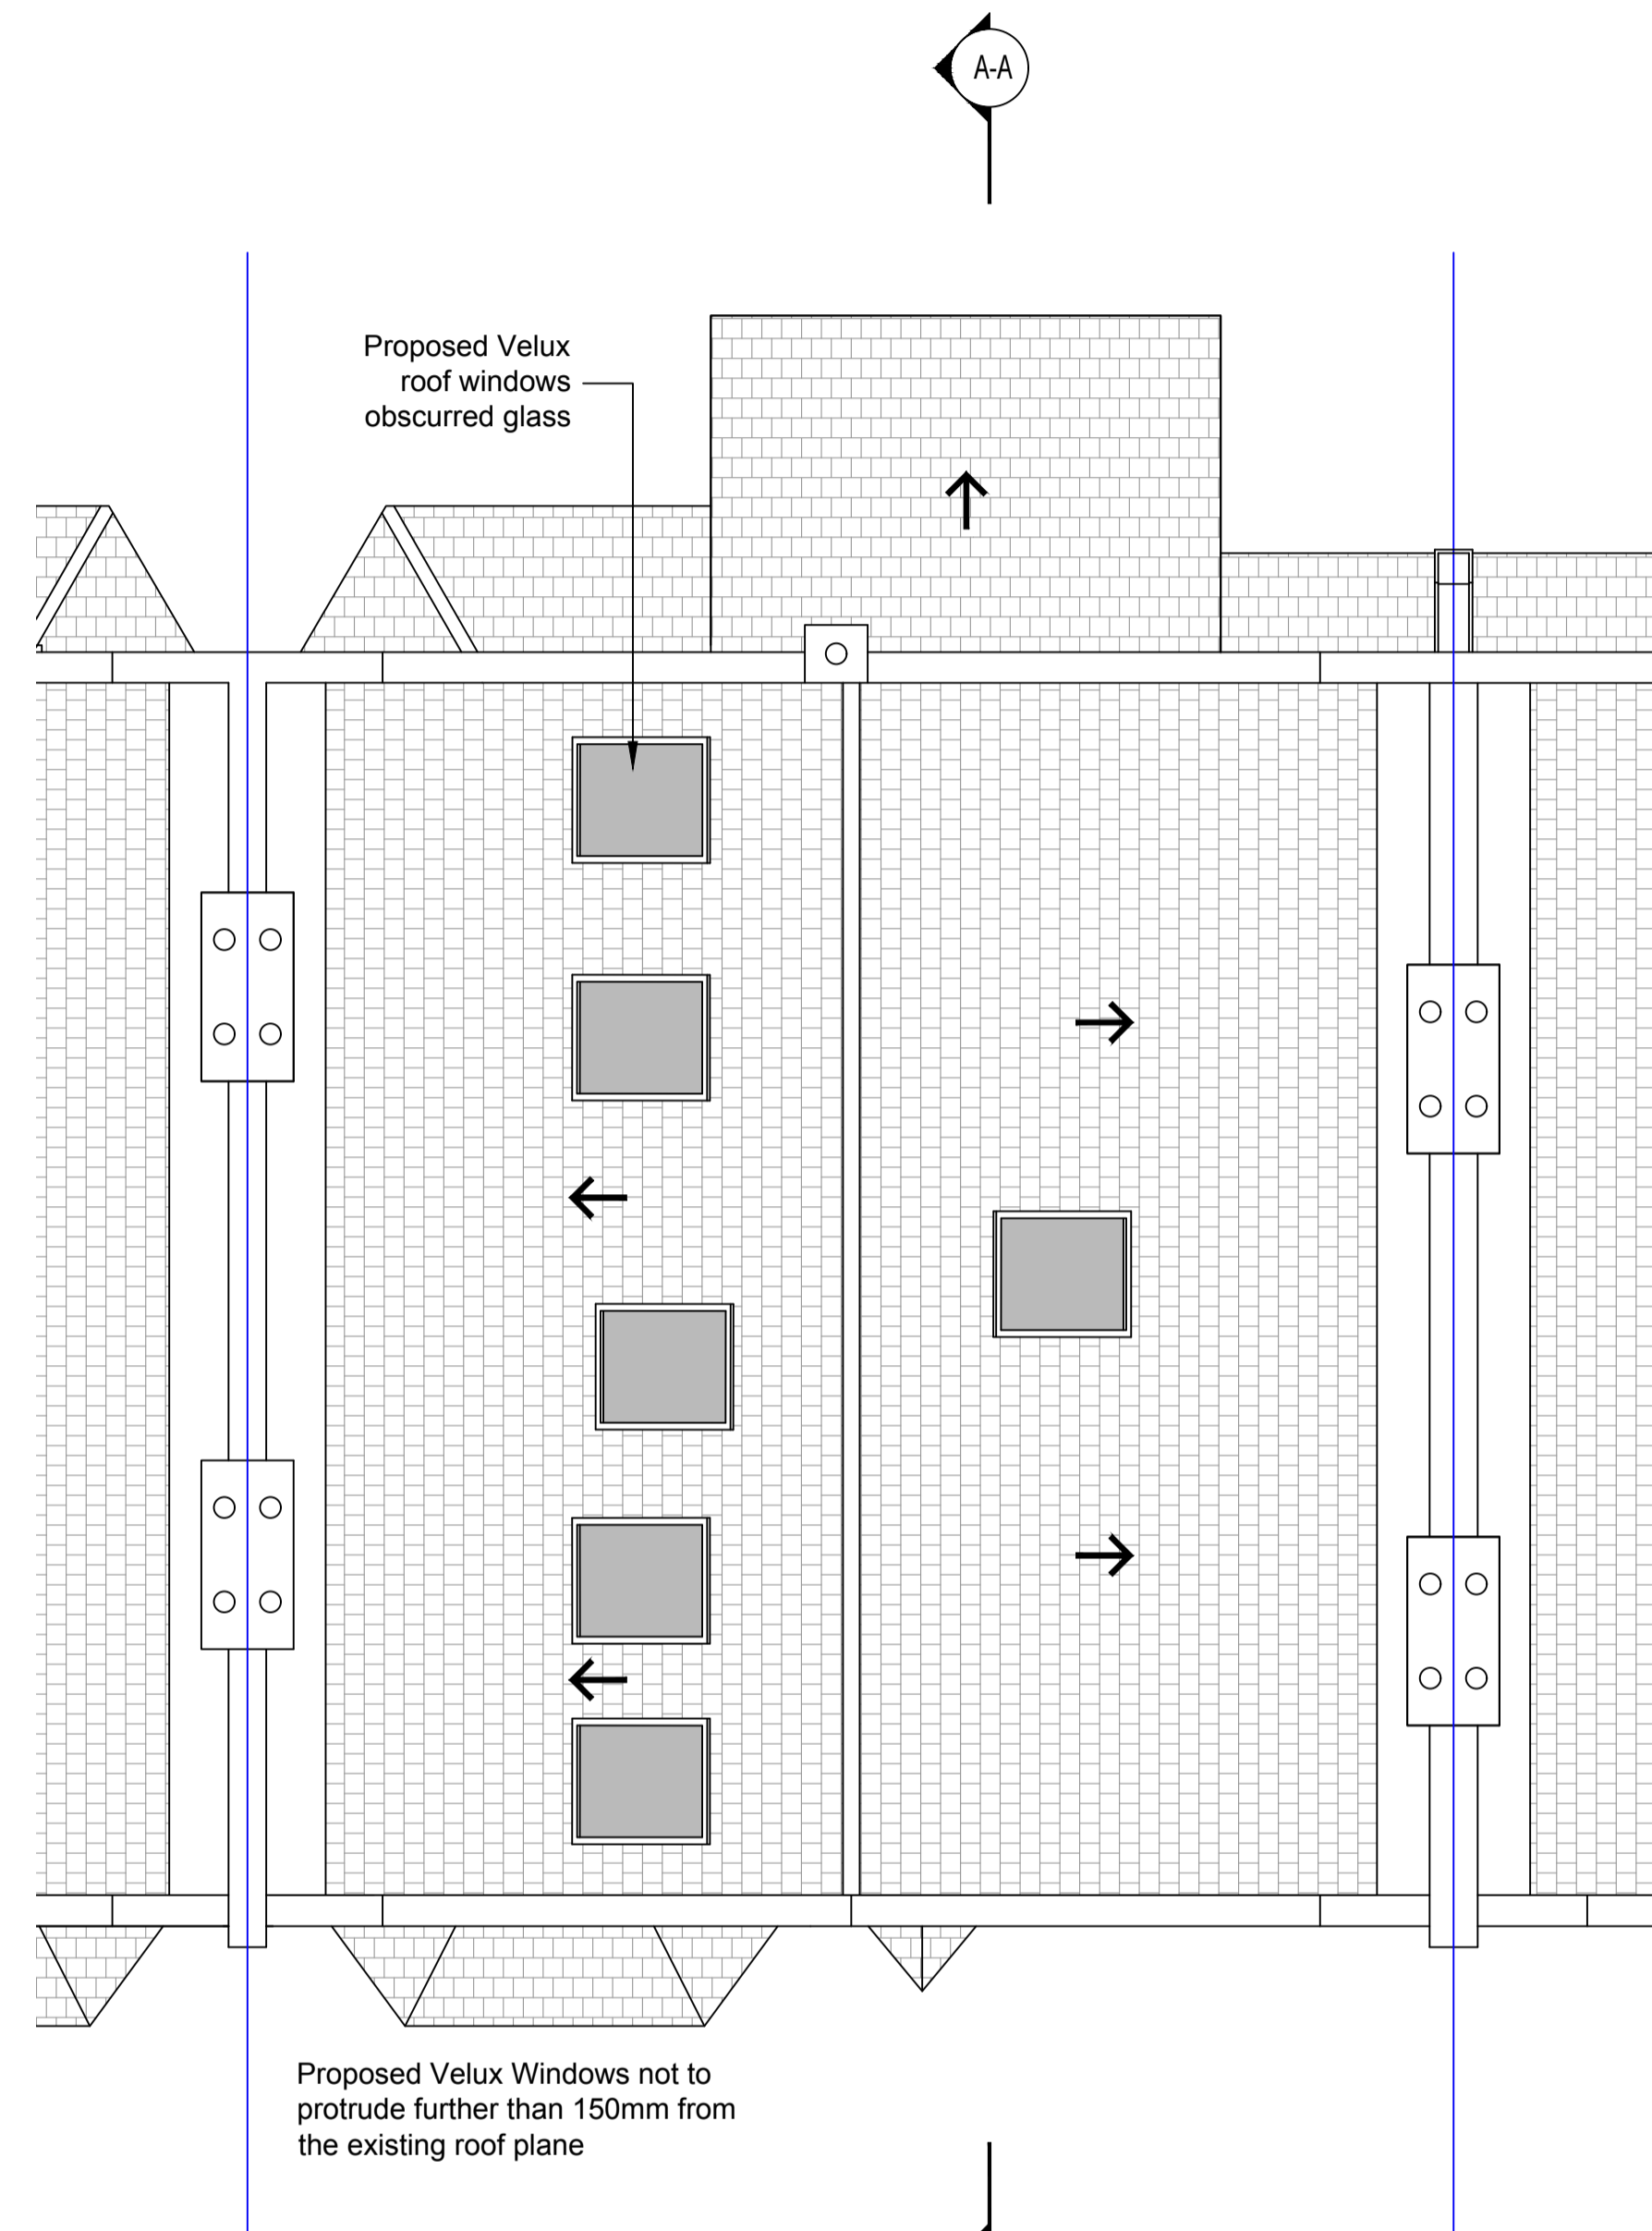 A-A
Proposed Velux
roof windows
obscurred glass
Proposed Velux Windows not to
protrude further than 150mm from
the existing roof plane